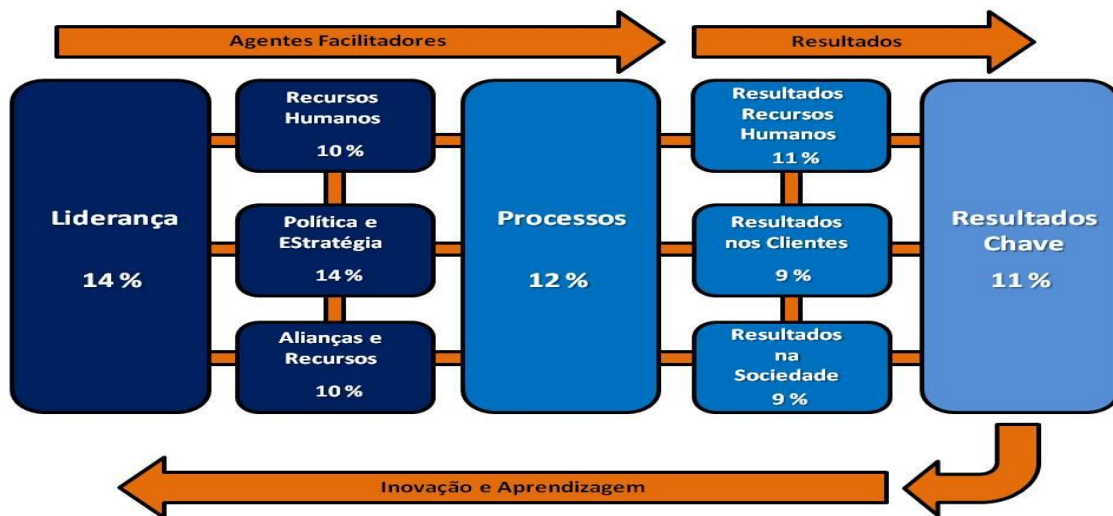 Agentes Facilitadores
Resultados
Liderança
14 %
Recursos
Humanos
10 %
Política e
EStratégia
14 %
Alianças e
Recursos
10 %
Processos
12 %
Resultados
Recursos
Humanos
11 %
Resultados
nos Clientes
9 %
Resultados
na
Sociedade
9 %
Resultados
Chave
11 %
Inovação e Aprendizagem